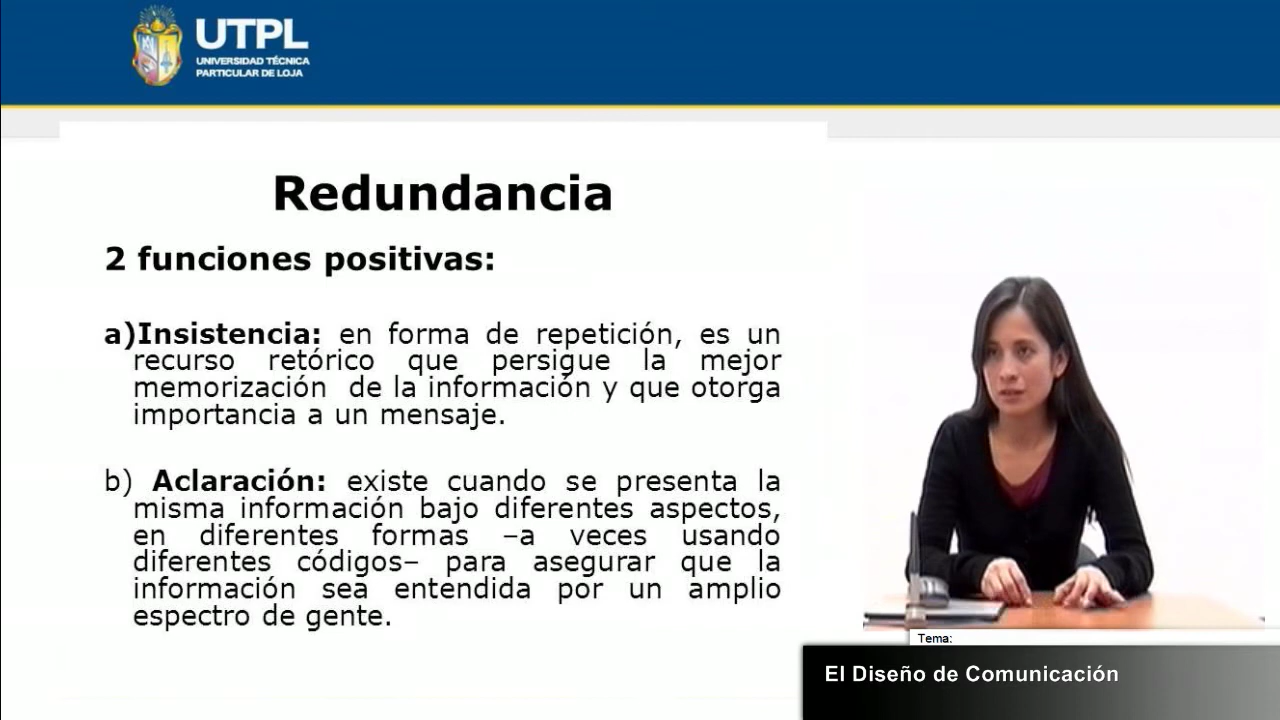 UTPL
UNIVERSIDAD TÉCNICA
PARTICULAR DE LOJA
Redundancia
2 funciones positivas:
a)Insistencia: en forma de repetición, es un
recurso retórico que persigue la mejor
memorización de la información y que otorga
importancia a un mensaje.
b) Aclaración: existe cuando se presenta la
misma información bajo diferentes aspectos,
en diferentes formas –a veces usando
diferentes códigos– para asegurar que la
información sea entendida por un amplio
espectro de gente.
Tema:
El Diseño de Comunicación